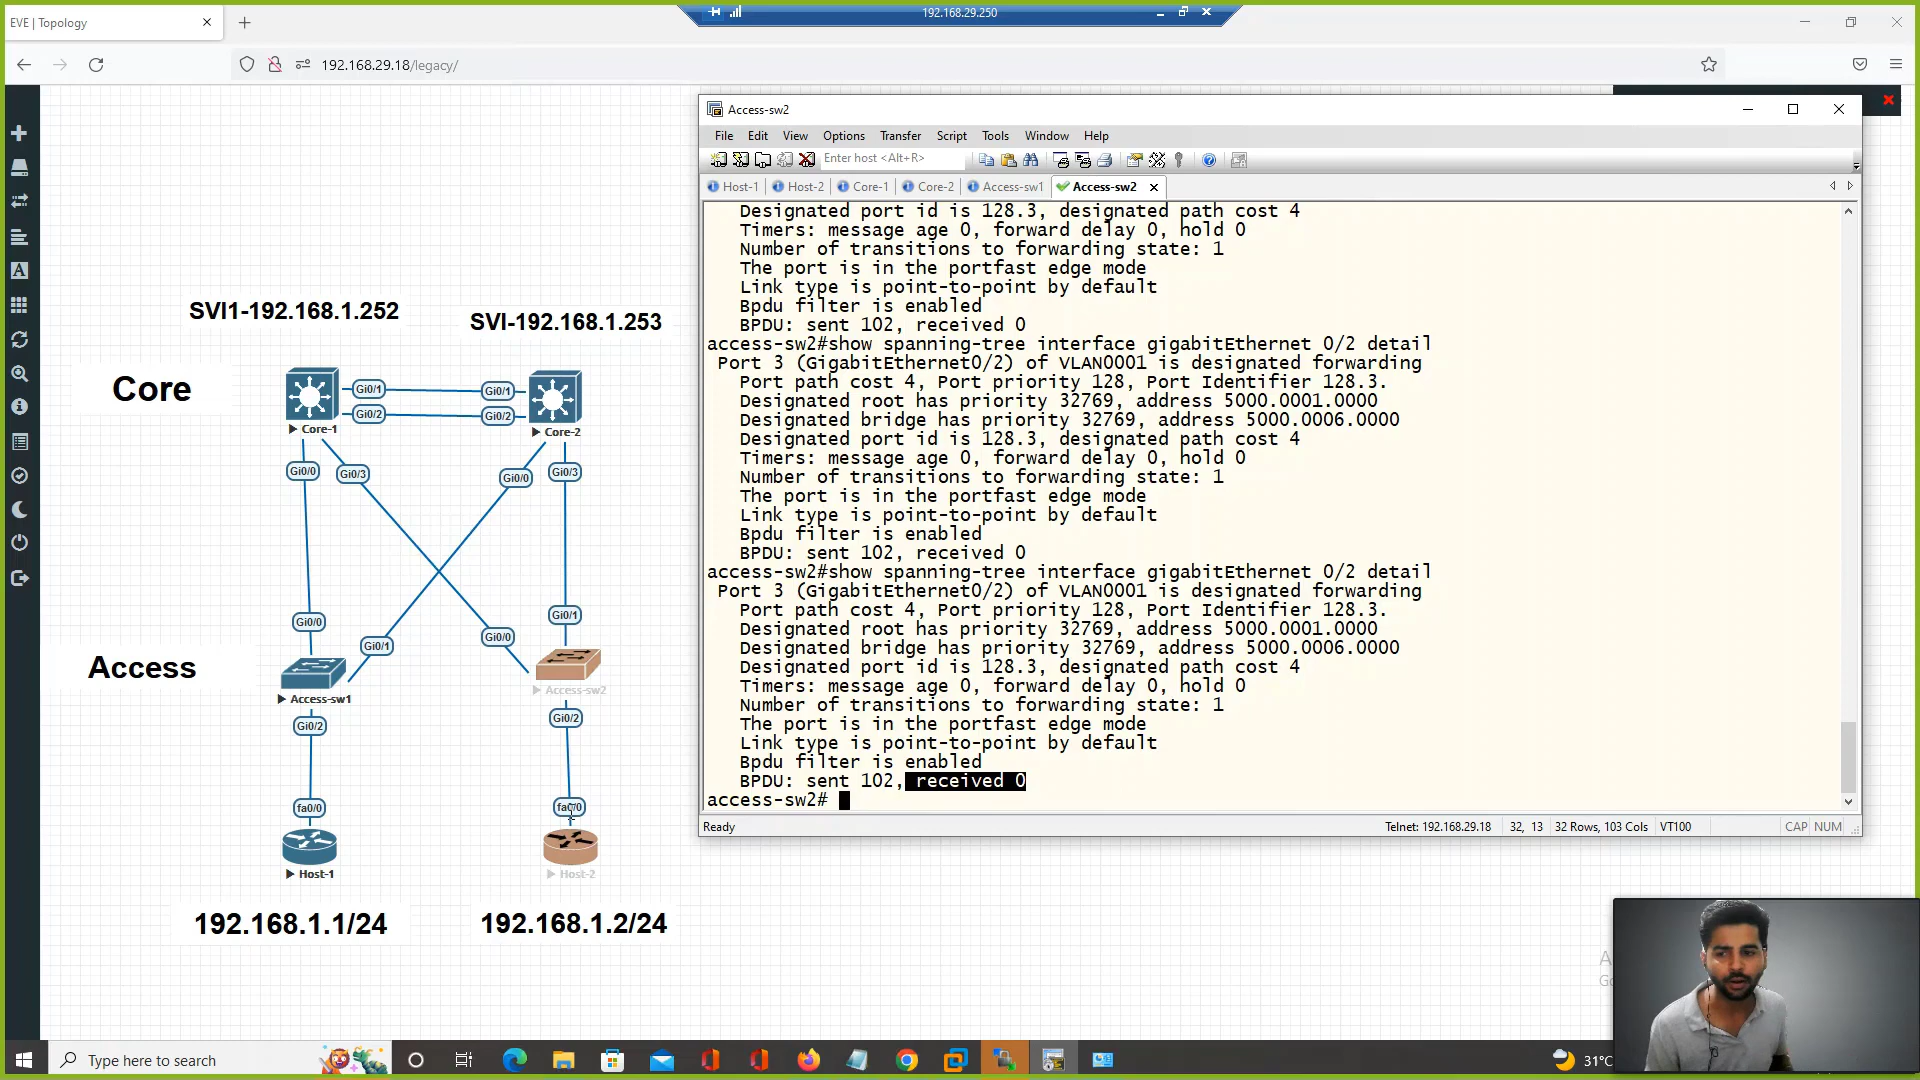 EVE | Topology
192.168.29.250
192.168.29.18/legacy/
Access-sw2
File Edit View Options Transfer Script Tools Window Help
Enter host <Alt+R>
Host-1 Host-2 Core-1 Core-2 Access-sw1 Access-sw2
Designated port id is 128.3, designated path cost 4
Timers: message age 0, forward delay 0, hold 0
Number of transitions to forwarding state: 1
The port is in the portfast edge mode
Link type is point-to-point by default
Bpdu filter is enabled
BPDU: sent 102, received 0
access-sw2#show spanning-tree interface gigabitEthernet 0/2 detail
Port 3 (GigabitEthernet0/2) of VLAN0001 is designated forwarding
Port path cost 4, Port priority 128, Port Identifier 128.3.
Designated root has priority 32769, address 5000.0001.0000
Designated bridge has priority 32769, address 5000.0006.0000
Designated port id is 128.3, designated path cost 4
Timers: message age 0, forward delay 0, hold 0
Number of transitions to forwarding state: 1
The port is in the portfast edge mode
Link type is point-to-point by default
Bpdu filter is enabled
BPDU: sent 102, received 0
access-sw2#show spanning-tree interface gigabitEthernet 0/2 detail
Port 3 (GigabitEthernet0/2) of VLAN0001 is designated forwarding
Port path cost 4, Port priority 128, Port Identifier 128.3.
Designated root has priority 32769, address 5000.0001.0000
Designated bridge has priority 32769, address 5000.0006.0000
Designated port id is 128.3, designated path cost 4
Timers: message age 0, forward delay 0, hold 0
Number of transitions to forwarding state: 1
The port is in the portfast edge mode
Link type is point-to-point by default
Bpdu filter is enabled
BPDU: sent 102, received 0
access-sw2#
Ready Telnet: 192.168.29.18 32, 13 32 Rows, 103 Cols VT100 CAP NUM
SVI1-192.168.1.252
SVI-192.168.1.253
Core
Gi0/1 Gi0/1
Gi0/2 Gi0/2
Core-1 Core-2
Gi0/0 Gi0/3 Gi0/0 Gi0/3
Gi0/0 Gi0/1 Gi0/0 Gi0/1
Access
Access-sw1 Access-sw2
Gi0/2 Gi0/2
fa0/0 fa0/0
Host-1 Host-2
192.168.1.1/24 192.168.1.2/24
Type here to search
31°C